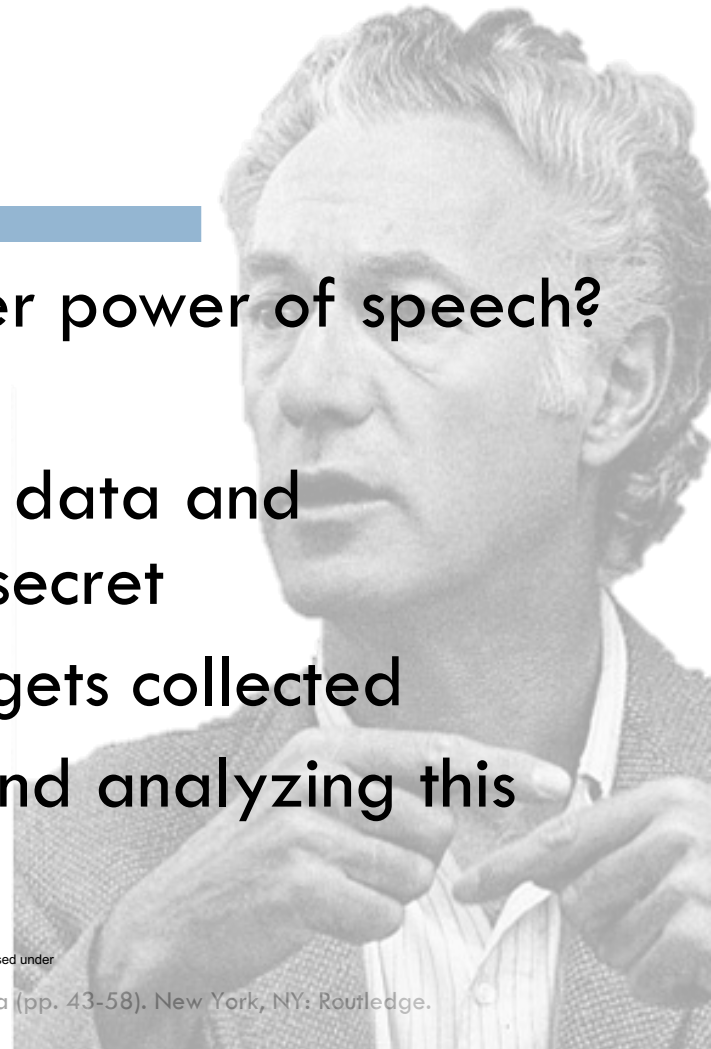 er power of speech?
data and
secret
gets collected
nd analyzing this
sed under
a (pp. 43-58). New York, NY: Routledge.